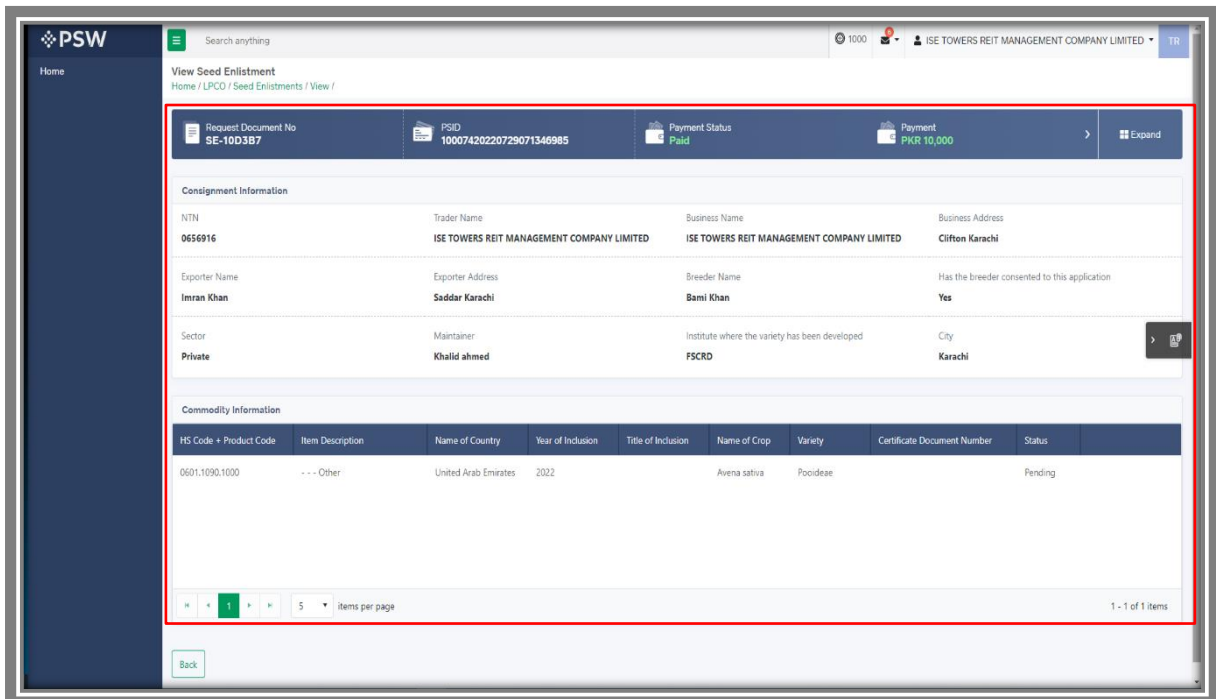 PSW
Search anything
1000
6
ISE TOWERS REIT MANAGEMENT COMPANY LIMITED
TR
Home
View Seed Enlistment
Home / LPCO / Seed Enlistments / View /
Request Document No
SE-10D3B7
PSID
10007420220729071346985
Payment Status
Paid
Payment
PKR 10,000
Expand
Consignment Information
NTN
0656916
Trader Name
ISE TOWERS REIT MANAGEMENT COMPANY LIMITED
Business Name
ISE TOWERS REIT MANAGEMENT COMPANY LIMITED
Business Address
Clifton Karachi
Exporter Name
Imran Khan
Exporter Address
Saddar Karachi
Breeder Name
Bami Khan
Has the breeder consented to this application
Yes
Sector
Private
Maintainer
Khalid ahmed
Institute where the variety has been developed
FSCRD
City
Karachi
Commodity Information
HS Code + Product Code Item Description Name of Country Year of Inclusion Title of Inclusion Name of Crop Variety Certificate Document Number Status
0601.1090.1000 - - - Other United Arab Emirates 2022 Avena sativa Pooideae Pending
1 5 items per page 1 - 1 of 1 items
Back